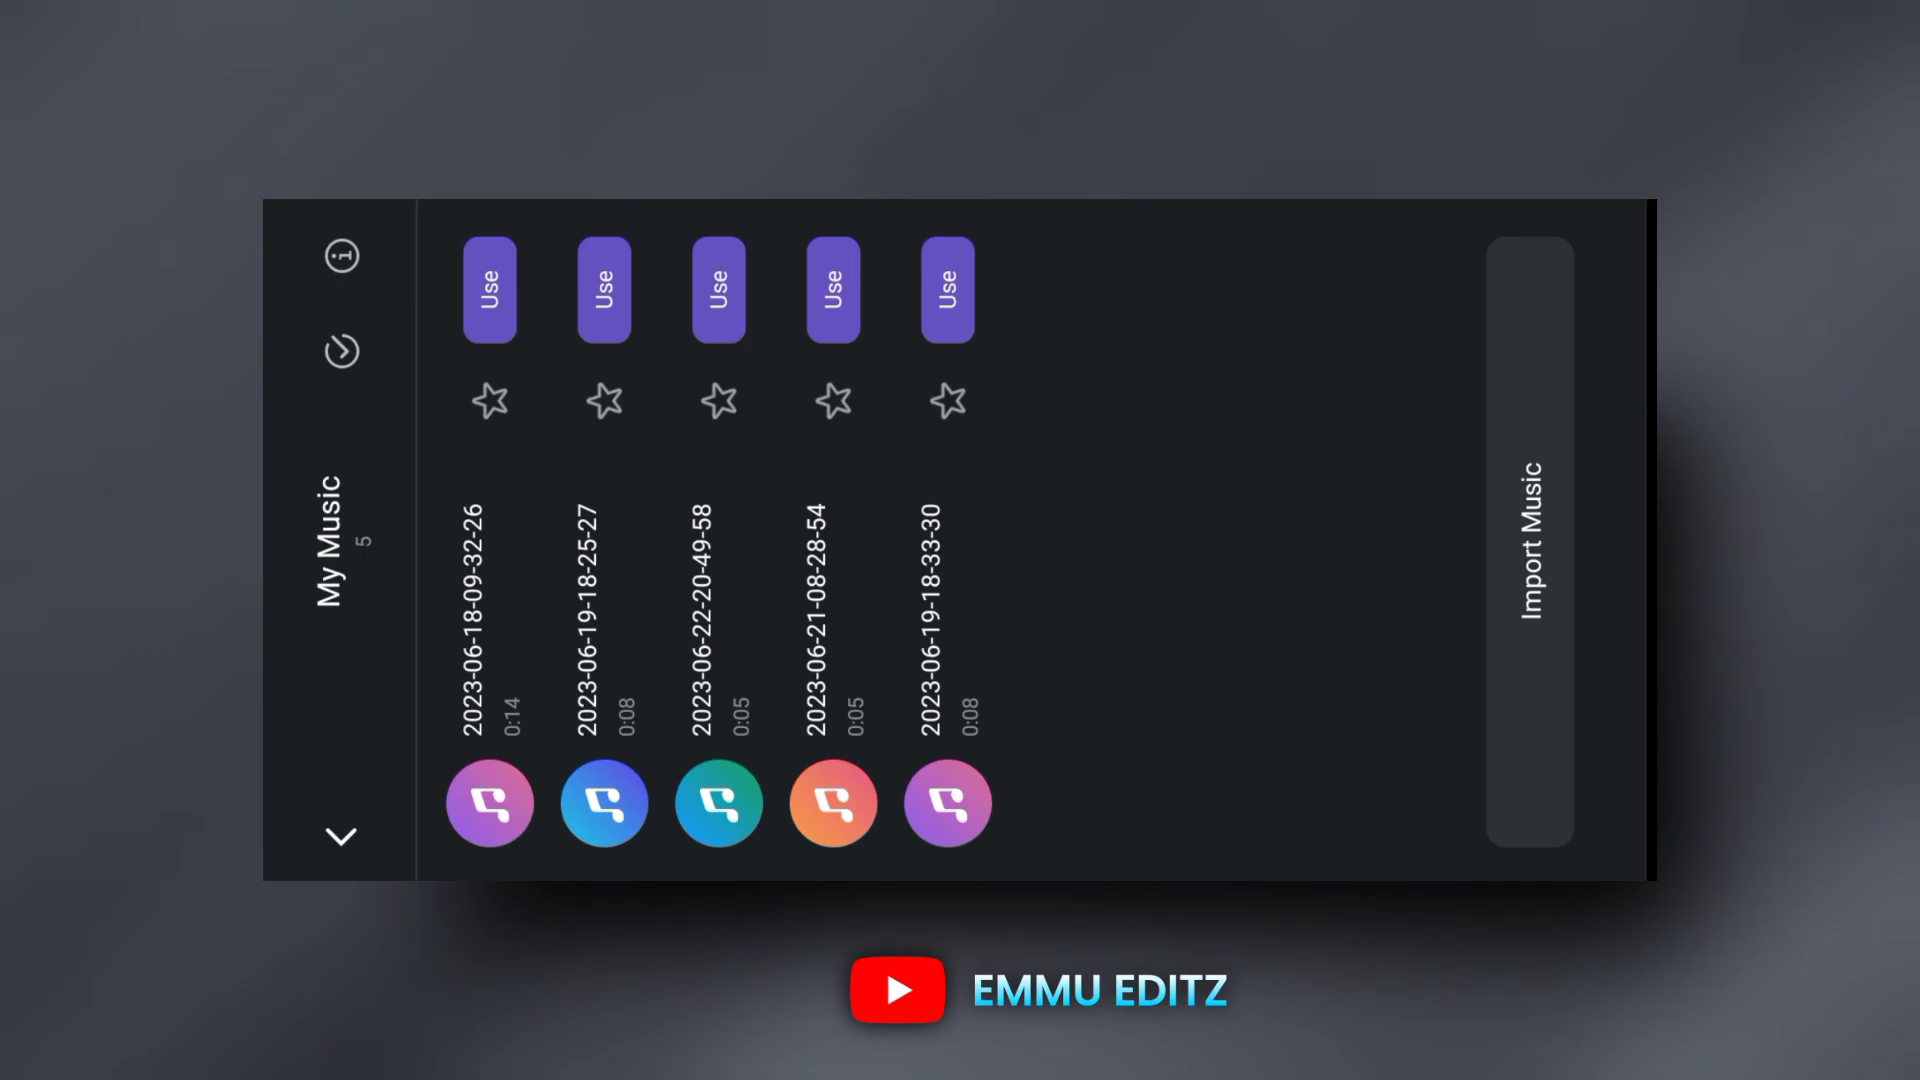 My Music
5
2023-06-18-09-32-26
0:14
Use
2023-06-19-18-25-27
0:08
Use
2023-06-22-20-49-58
0:05
Use
2023-06-21-08-28-54
0:05
Use
2023-06-19-18-33-30
0:08
Use
Import Music
EMMU EDITZ